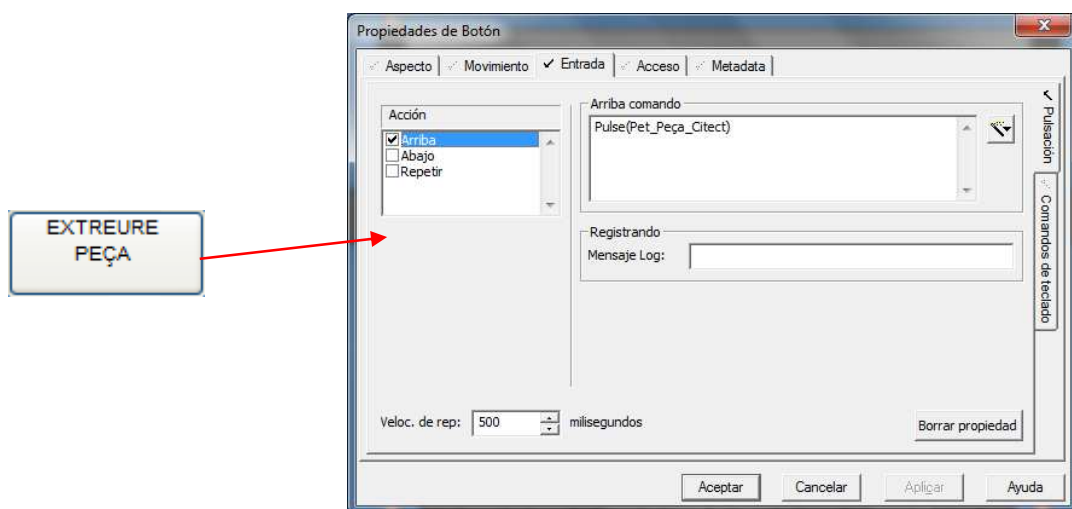 EXTREURE
PEÇA
Propiedades de Botón
Aspecto
Movimiento
Entrada
Acceso
Metadata
Acción
Arriba
Abajo
Repetir
Arriba comando
Pulse(Pet_Peça_Citect)
Registrando
Mensaje Log:
Pulsación
Comandos de teclado
Veloc. de rep: 500 milisegundos
Borrar propiedad
Aceptar
Cancelar
Aplicar
Ayuda